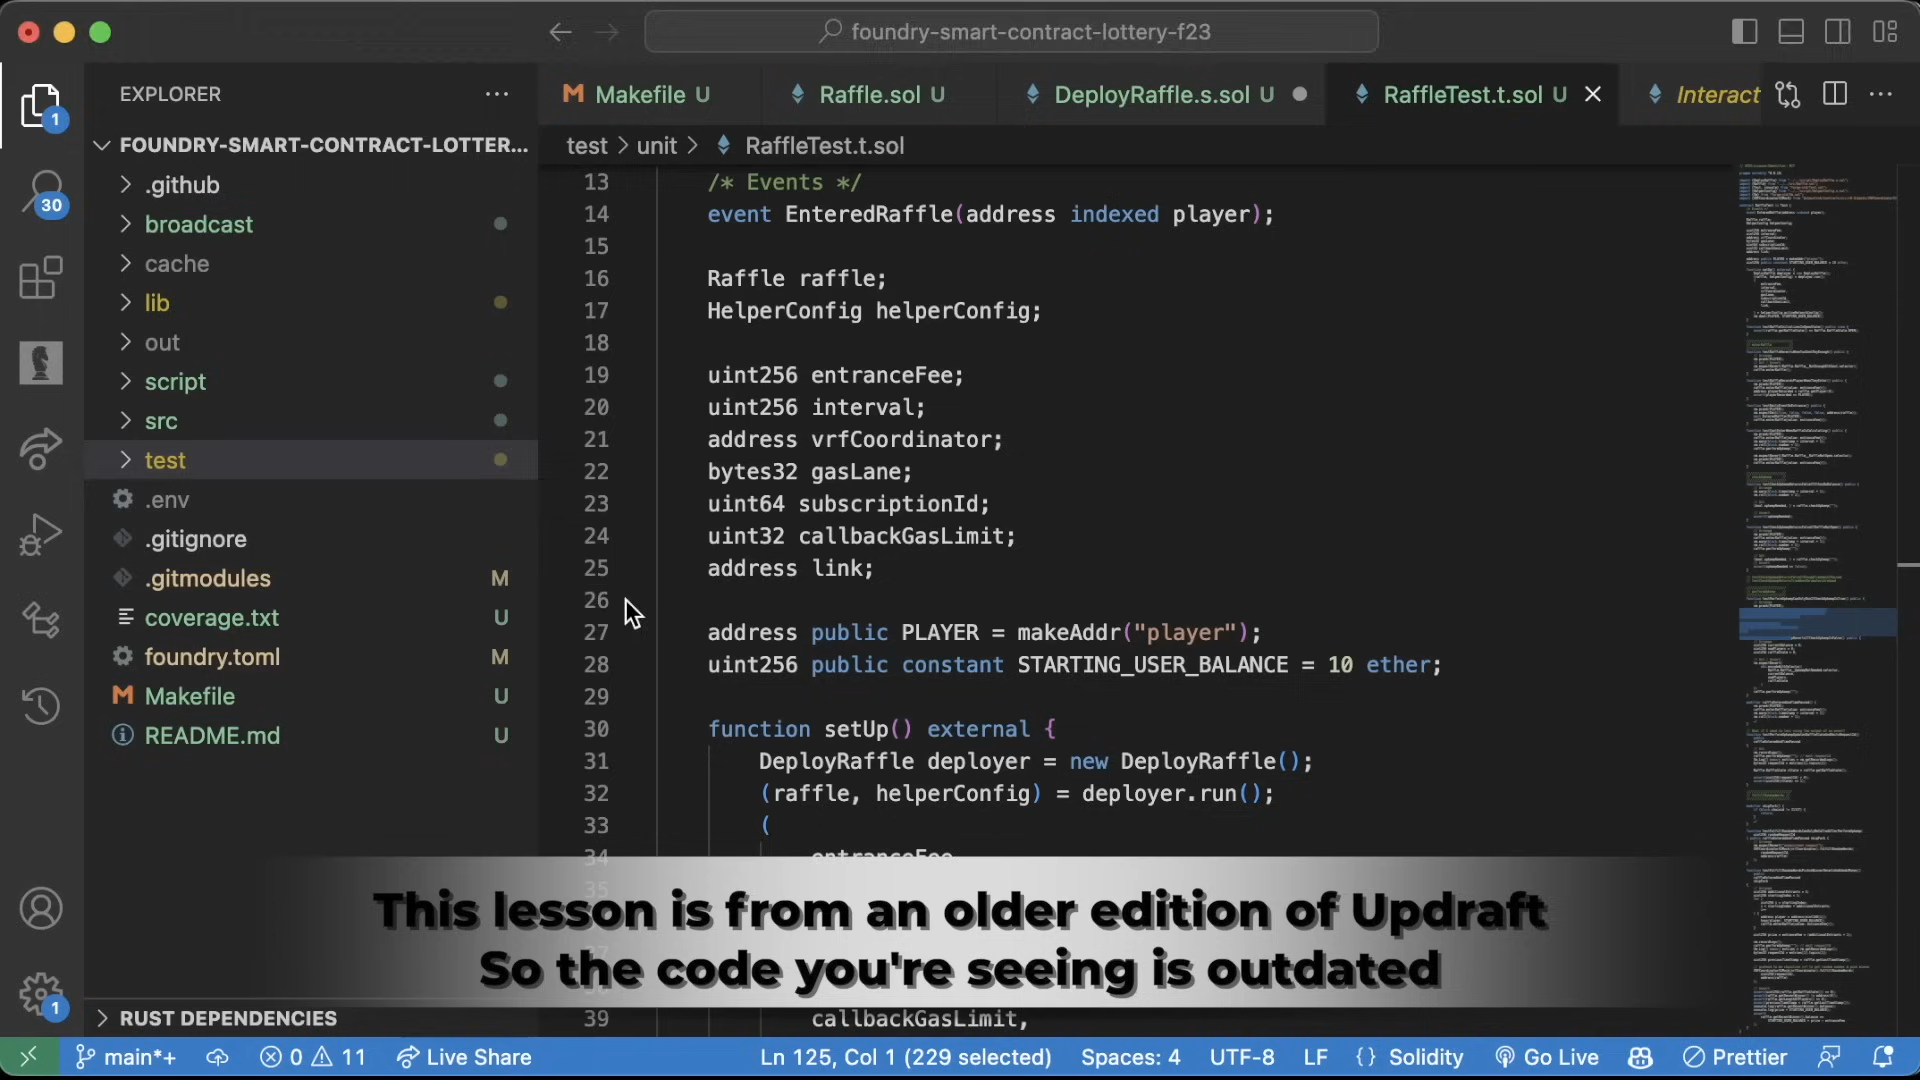 foundry-smart-contract-lottery-f23
EXPLORER
1
FOUNDRY-SMART-CONTRACT-LOTTER...
.github
30
broadcast
cache
lib
out
script
src
test
.env
.gitignore
.gitmodules M
coverage.txt U
foundry.toml M
Makefile U
README.md U
RUST DEPENDENCIES
1
Makefile U
Raffle.sol U
DeployRaffle.s.sol U
RaffleTest.t.sol U
Interact
test > unit > RaffleTest.t.sol
13 /* Events */
14 event EnteredRaffle(address indexed player);
15
16 Raffle raffle;
17 HelperConfig helperConfig;
18
19 uint256 entranceFee;
20 uint256 interval;
21 address vrfCoordinator;
22 bytes32 gasLane;
23 uint64 subscriptionId;
24 uint32 callbackGasLimit;
25 address link;
26
27 address public PLAYER = makeAddr("player");
28 uint256 public constant STARTING_USER_BALANCE = 10 ether;
29
30 function setUp() external {
31 DeployRaffle deployer = new DeployRaffle();
32 (raffle, helperConfig) = deployer.run();
33 (
34 entranceFee
This lesson is from an older edition of Updraft
So the code you're seeing is outdated
39 callbackGasLimit,
main*+ 0 11 Live Share Ln 125, Col 1 (229 selected) Spaces: 4 UTF-8 LF {} Solidity Go Live Prettier